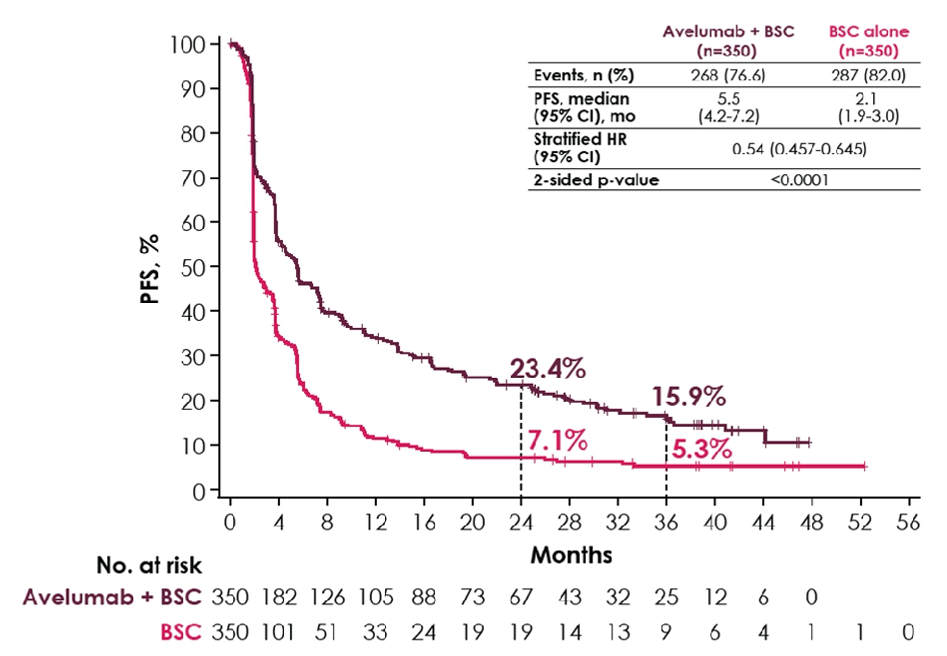 Avelumab + BSC BSC alone
(n=350) (n=350)
Events, n (%) 268 (76.6) 287 (82.0)
PFS, median 5.5 2.1
(95% CI), mo (4.2-7.2) (1.9-3.0)
Stratified HR
(95% CI) 0.54 (0.457-0.645)
2-sided p-value <0.0001
PFS, %
100
90
80
70
60
50
40
30
20
10
0
23.4%
15.9%
7.1%
5.3%
0 4 8 12 16 20 24 28 32 36 40 44 48 52 56
Months
No. at risk
Avelumab + BSC 350 182 126 105 88 73 67 43 32 25 12 6 0
BSC 350 101 51 33 24 19 19 14 13 9 6 4 1 1 0